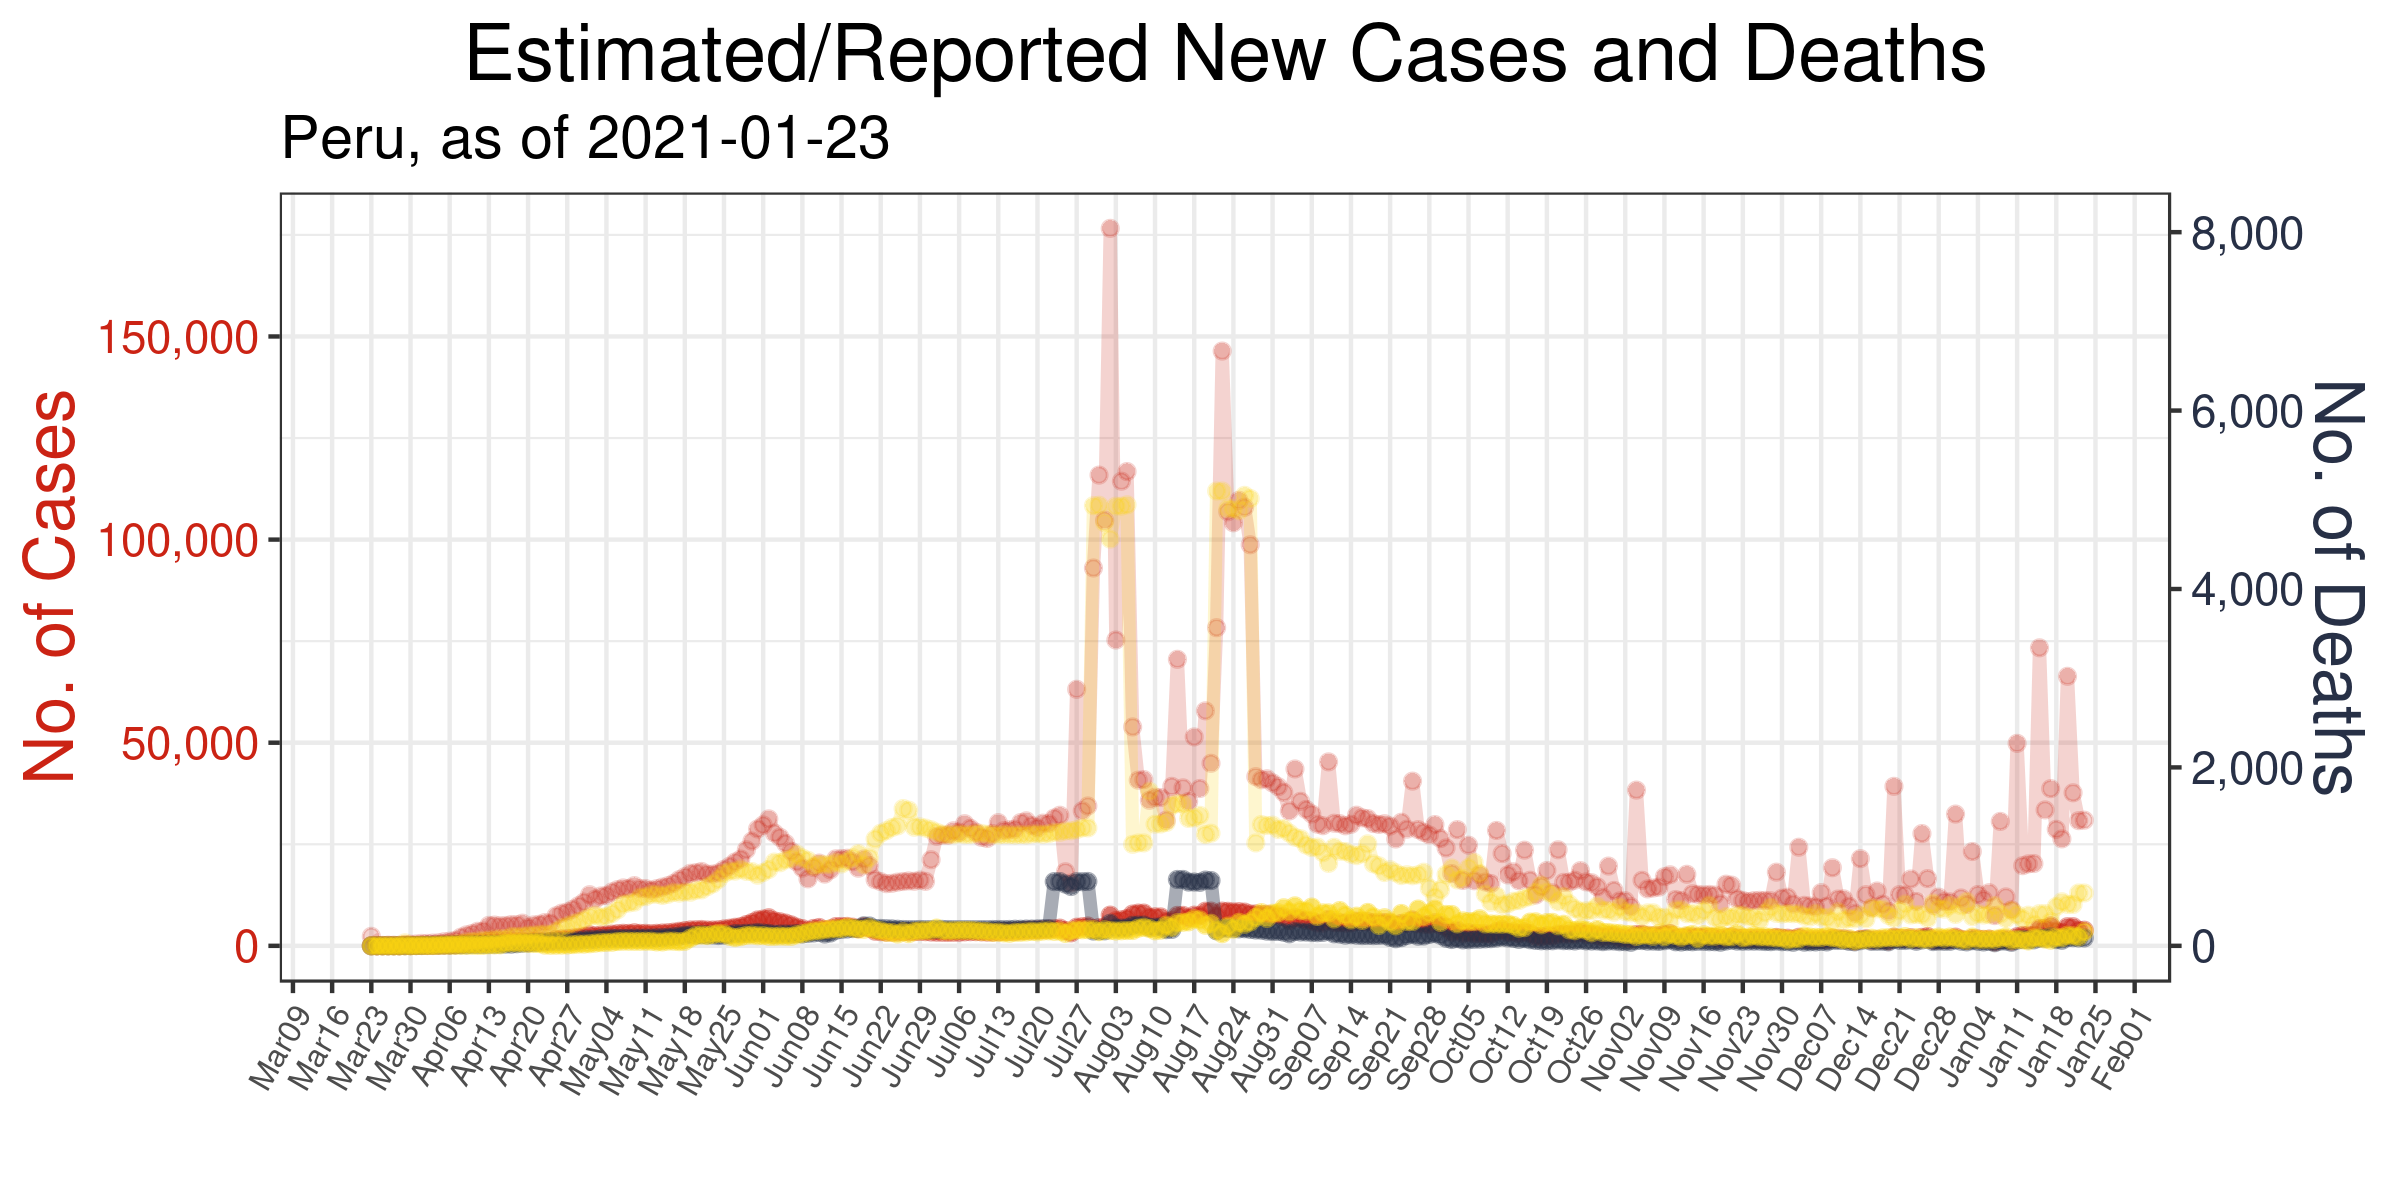 Estimated/Reported New Cases and Deaths
Peru, as of 2021-01-23
No. of Cases
150,000
100,000
50,000
0
8,000
6,000
4,000
2,000
0
No. of Deaths
Mar09
Mar16
Mar23
Mar30
Apr06
Apr13
Apr20
Apr27
May04
May11
May18
May25
Jun01
Jun08
Jun15
Jun22
Jun29
Jul06
Jul13
Jul20
Jul27
Aug03
Aug10
Aug17
Aug24
Aug31
Sep07
Sep14
Sep21
Sep28
Oct05
Oct12
Oct19
Oct26
Nov02
Nov09
Nov16
Nov23
Nov30
Dec07
Dec14
Dec21
Dec28
Jan04
Jan11
Jan18
Jan25
Feb01